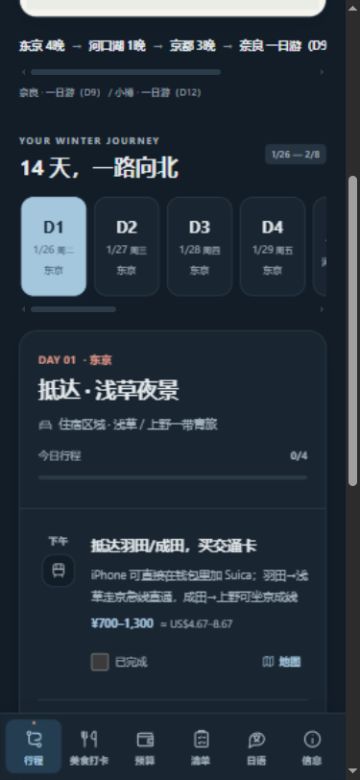 东京 4晚 → 河口湖 1晚 → 京都 3晚 → 奈良一日游（D9
奈良 · 一日游（D9） / 小樽 · 一日游（D12）
YOUR WINTER JOURNEY
14 天，一路向北
1/26 — 2/8
D1
1/26 周二
东京
D2
1/27 周三
东京
D3
1/28 周四
东京
D4
1/29 周五
东京
DAY 01 · 东京
抵达 · 浅草夜景
住宿区域 · 浅草 / 上野一带青旅
今日行程
0/4
下午
抵达羽田/成田，买交通卡
iPhone 可直接在钱包里加 Suica；羽田→浅
草走京急线直通，成田→上野可坐京成线
¥700–1,300 ≈ US$4.67–8.67
已完成
地图
行程
美食打卡
预算
清单
日语
信息